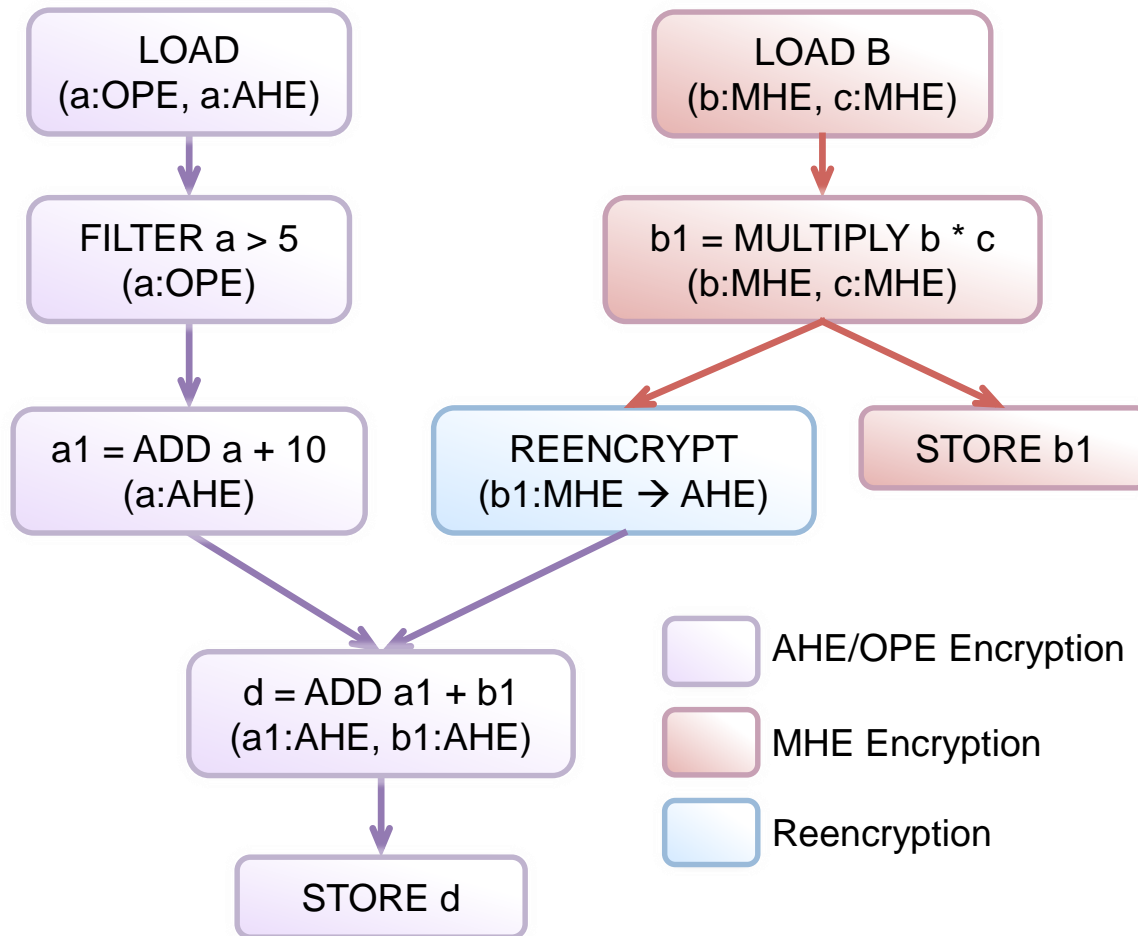 LOAD
(a:OPE, a:AHE)
LOAD B
(b:MHE, c:MHE)
FILTER a > 5
(a:OPE)
b1 = MULTIPLY b * c
(b:MHE, c:MHE)
a1 = ADD a + 10
(a:AHE)
REENCRYPT
(b1:MHE → AHE)
STORE b1
d = ADD a1 + b1
(a1:AHE, b1:AHE)
STORE d
AHE/OPE Encryption
MHE Encryption
Reencryption